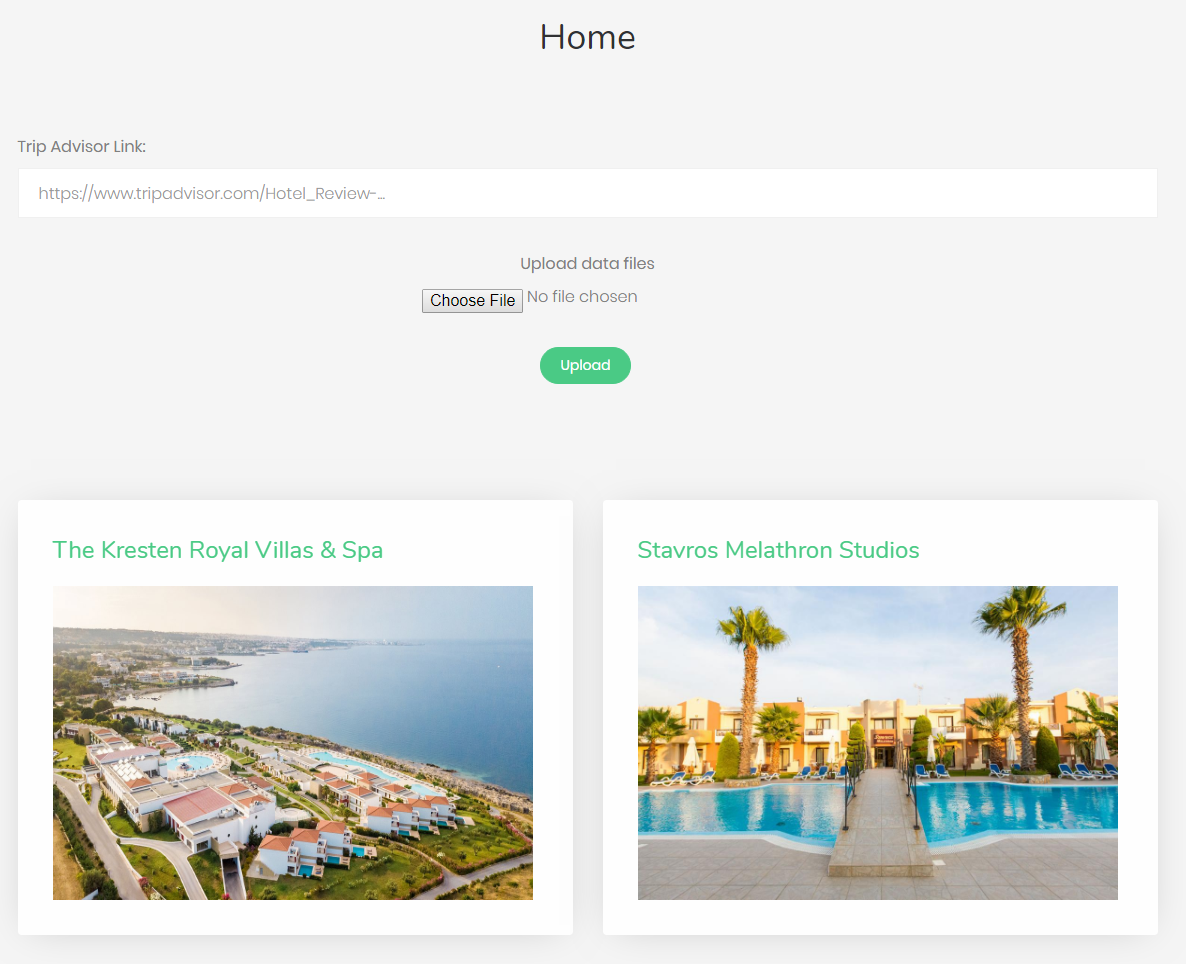 Home
Trip Advisor Link:
https://www.tripadvisor.com/Hotel_Review-...
Upload data files
Choose File No file chosen
Upload
The Kresten Royal Villas & Spa
Stavros Melathron Studios